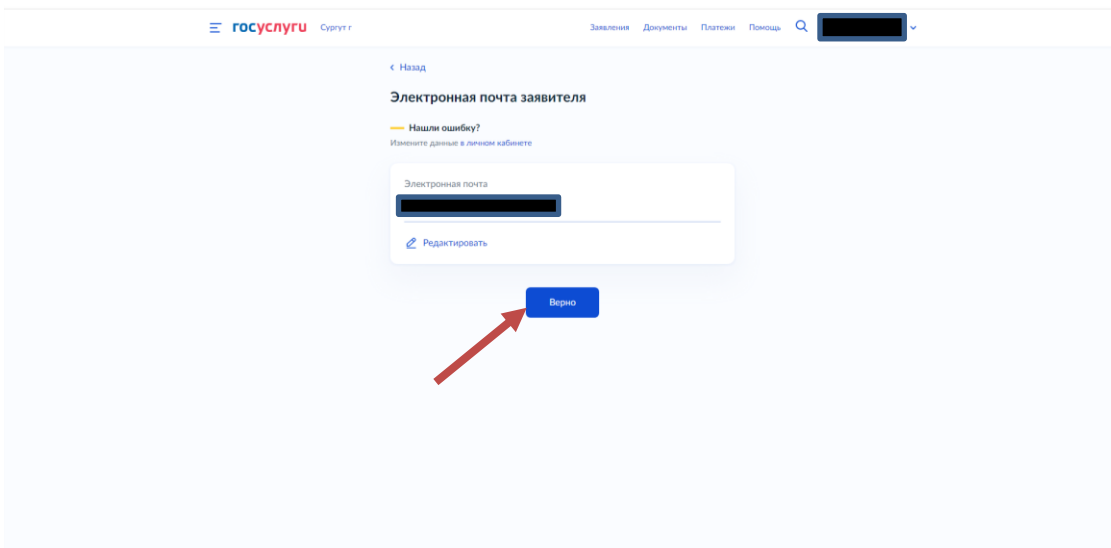 госуслуги Сургут г Заявления Документы Платежи Помощь
Назад
Электронная почта заявителя
Нашли ошибку?
Измените данные в личном кабинете
Электронная почта
Редактировать
Верно